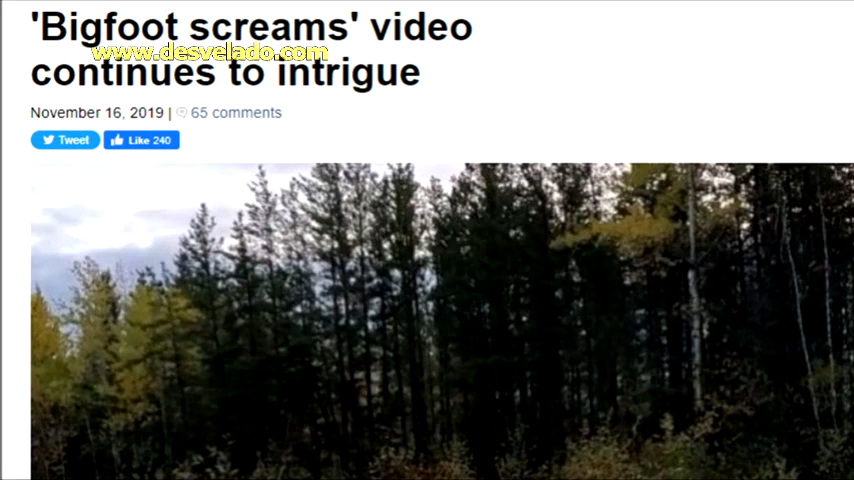 'Bigfoot screams' video
www.desvelado.com
continues to intrigue
November 16, 2019 | 65 comments
Tweet Like 240